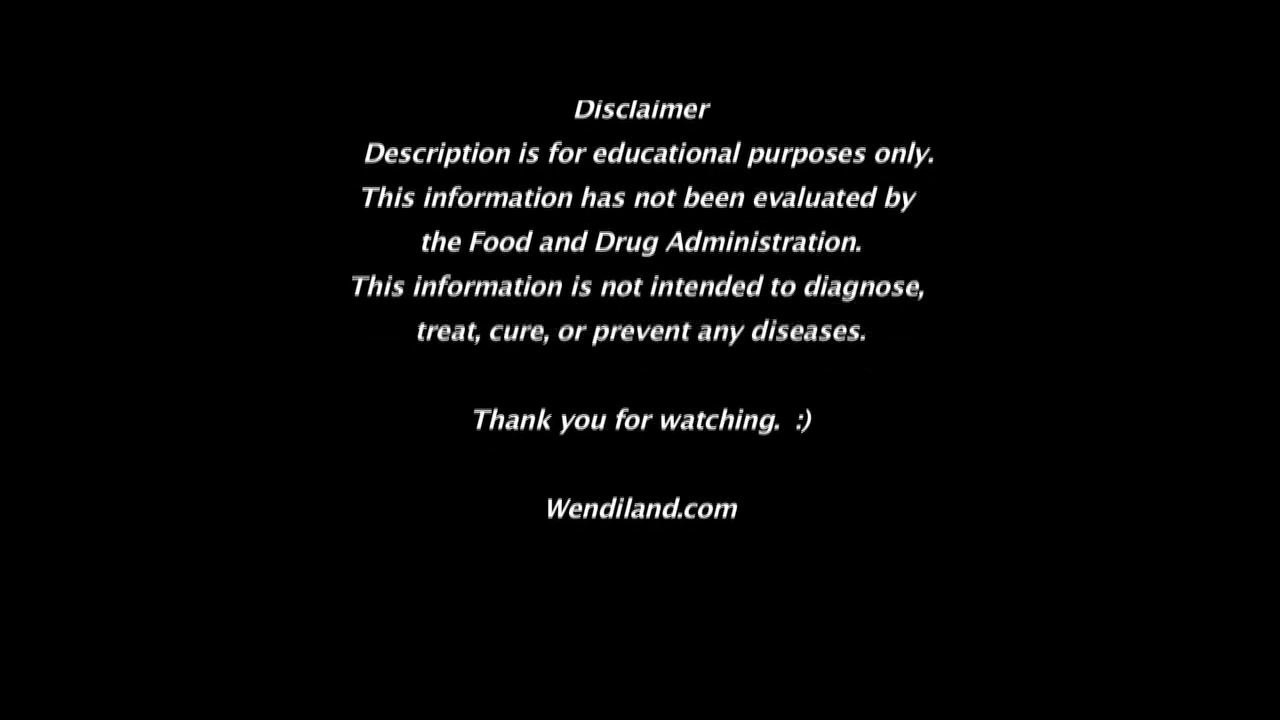 Disclaimer
Description is for educational purposes only.
This information has not been evaluated by
the Food and Drug Administration.
This information is not intended to diagnose,
treat, cure, or prevent any diseases.
Thank you for watching.  :)
Wendiland.com